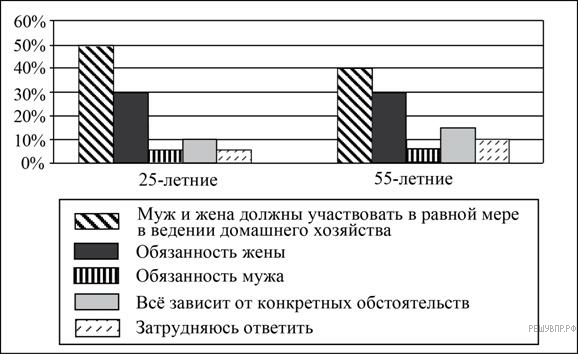 60%
50%
40%
30%
20%
10%
0%
25-летние
55-летние
Муж и жена должны участвовать в равной мере
в ведении домашнего хозяйства
Обязанность жены
Обязанность мужа
Всё зависит от конкретных обстоятельств
Затрудняюсь ответить
РЕШУВПР.РФ